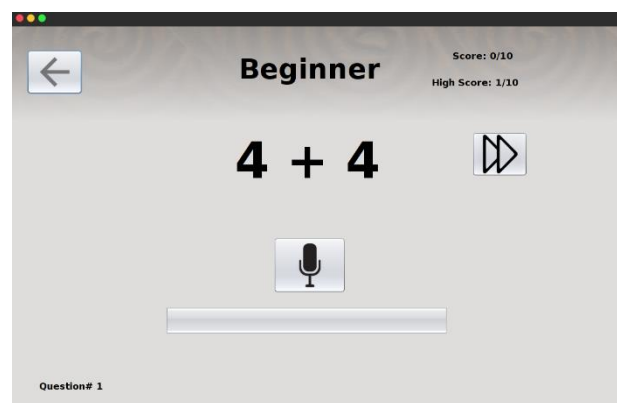 Beginner
Score: 0/10
High Score: 1/10
4 + 4
Question# 1